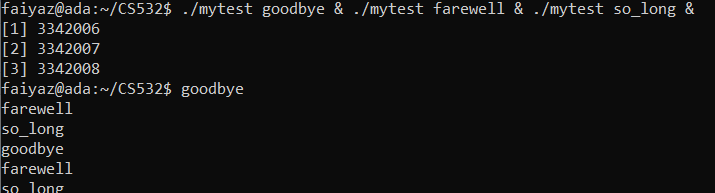 faiyaz@ada:~/CS532$ ./mytest goodbye & ./mytest farewell & ./mytest so_long &
[1] 3342006
[2] 3342007
[3] 3342008
faiyaz@ada:~/CS532$ goodbye
farewell
so_long
goodbye
farewell
so_long